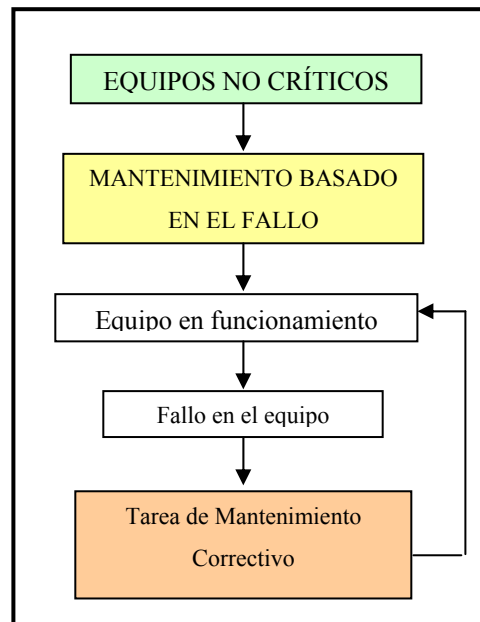 EQUIPOS NO CRÍTICOS
MANTENIMIENTO BASADO
EN EL FALLO
Equipo en funcionamiento
Fallo en el equipo
Tarea de Mantenimiento
Correctivo